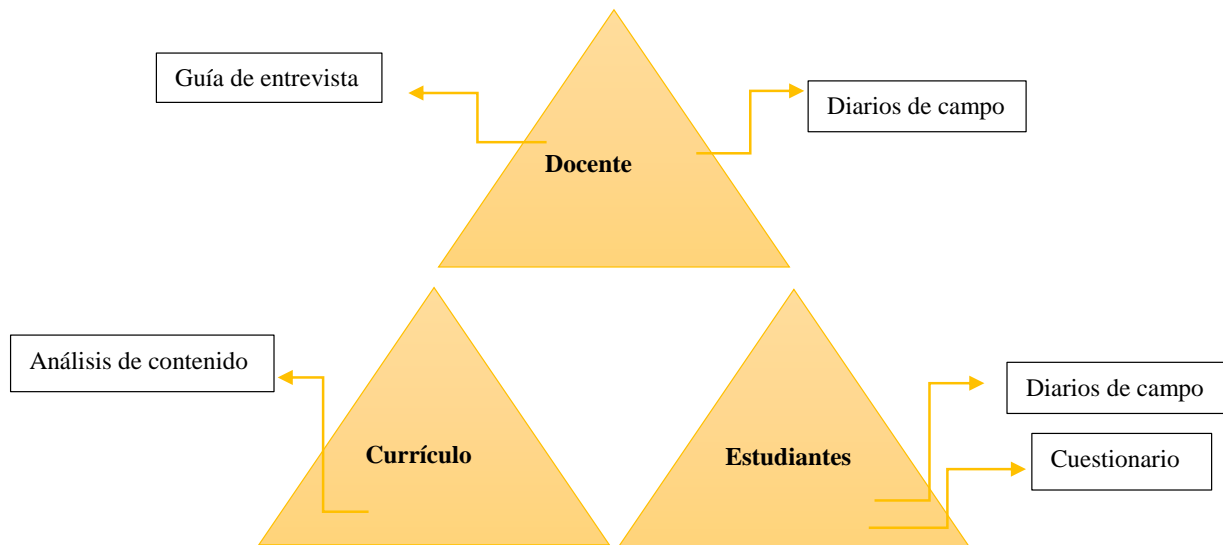 Guía de entrevista
Diarios de campo
Docente
Análisis de contenido
Diarios de campo
Currículo
Estudiantes
Cuestionario